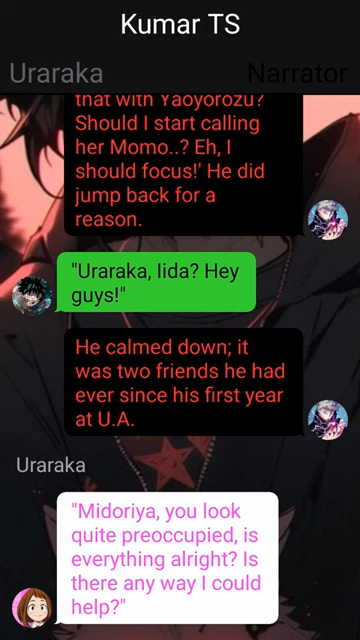 Kumar TS
Uraraka
Narrator
that with Yaoyorozu?
Should I start calling
her Momo..? Eh, I
should focus!' He did
jump back for a
reason.
"Uraraka, Iida? Hey
guys!"
He calmed down; it
was two friends he had
ever since his first year
at U.A.
Uraraka
"Midoriya, you look
quite preoccupied, is
everything alright? Is
there any way I could
help?"